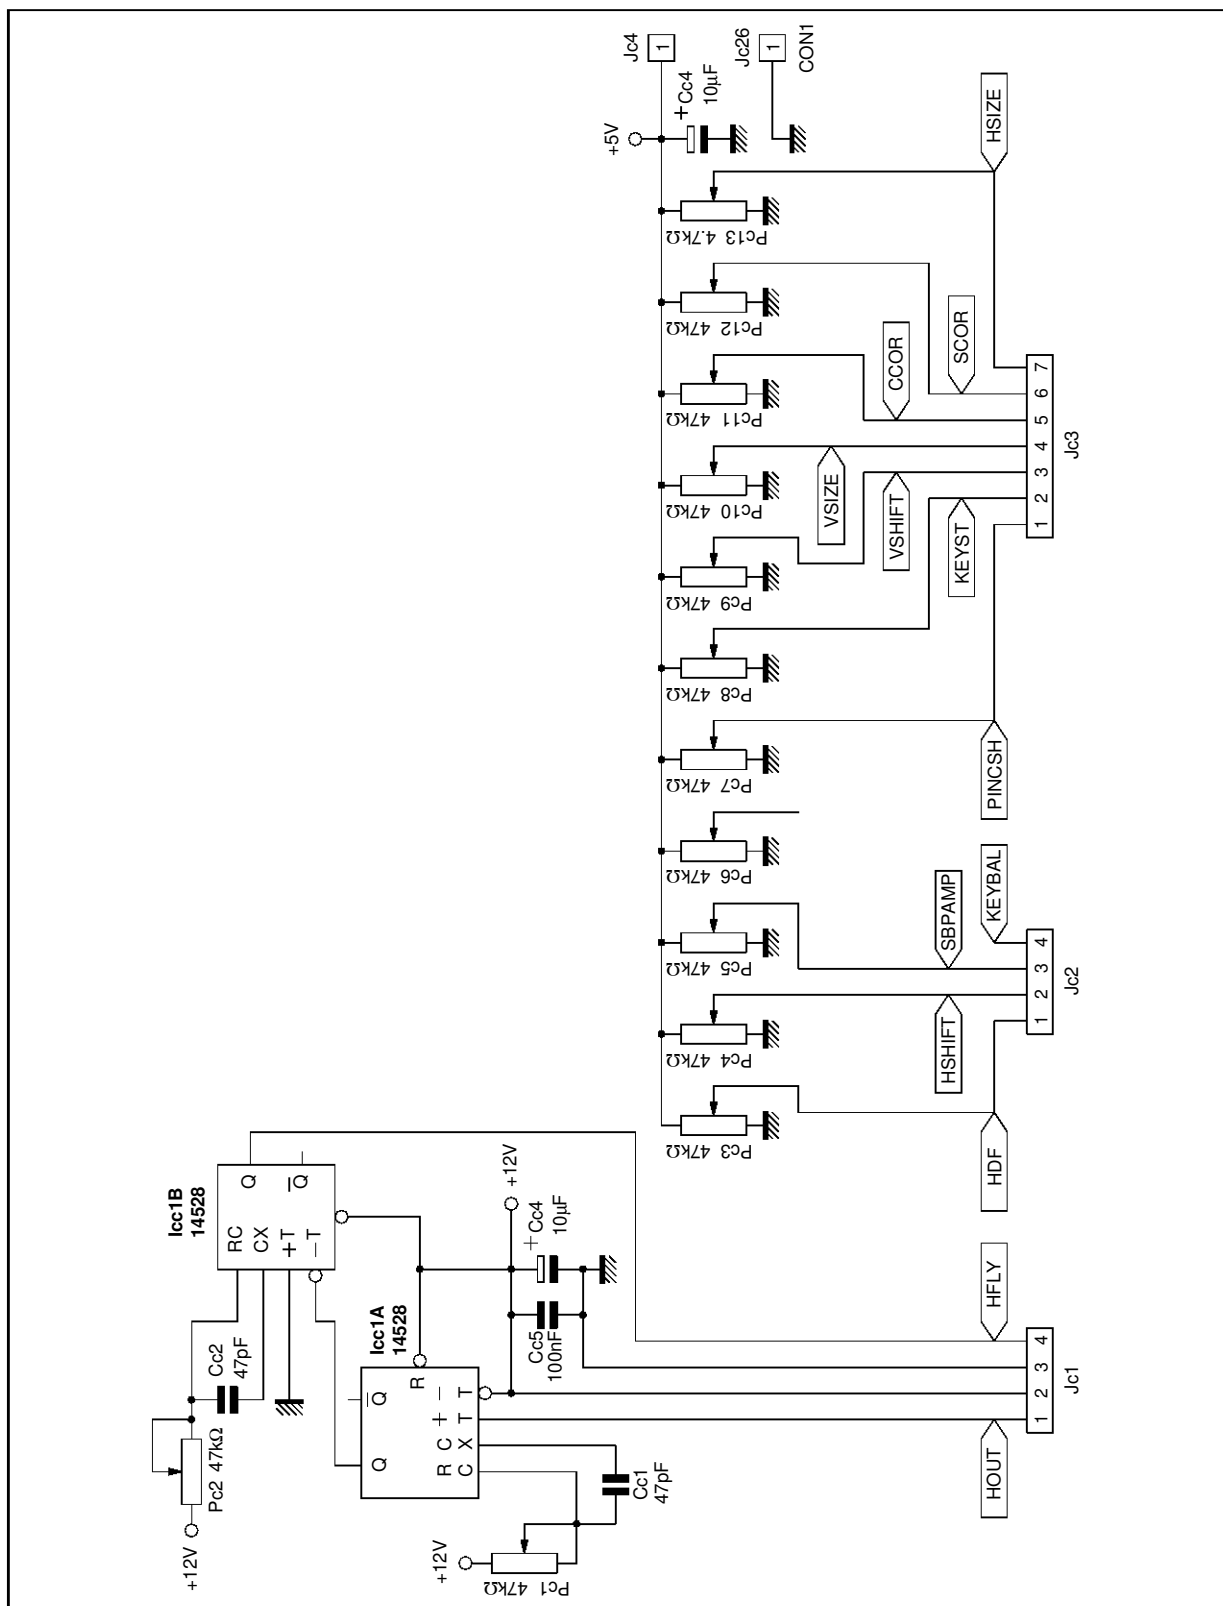 Jc4
1
Jc26
1
CON1
+5V
+
Cc4
10µF
HSIZE
Pc13 4.7kΩ
Pc12 47kΩ
Pc11 47kΩ
Pc10 47kΩ
Pc9 47kΩ
Pc8 47kΩ
Pc7 47kΩ
Pc6 47kΩ
Pc5 47kΩ
Pc4 47kΩ
Pc3 47kΩ
CCOR
SCOR
VSIZE
VSHIFT
KEYST
PINCSH
1 2 3 4 5 6 7
Jc3
KEYBAL
SBPAMP
HSHIFT
HDF
1 2 3 4
Jc2
Icc1B
14528
RC
CX
+T
−T
Q
Q
Cc2
47pF
Pc2 47kΩ
+12V
Icc1A
14528
Q
Q
R
R C
C X
+ T
− T
+12V
+
Cc4
10µF
Cc5
100nF
Cc1
47pF
+12V
Pc1 47kΩ
HFLY
HOUT
1 2 3 4
Jc1